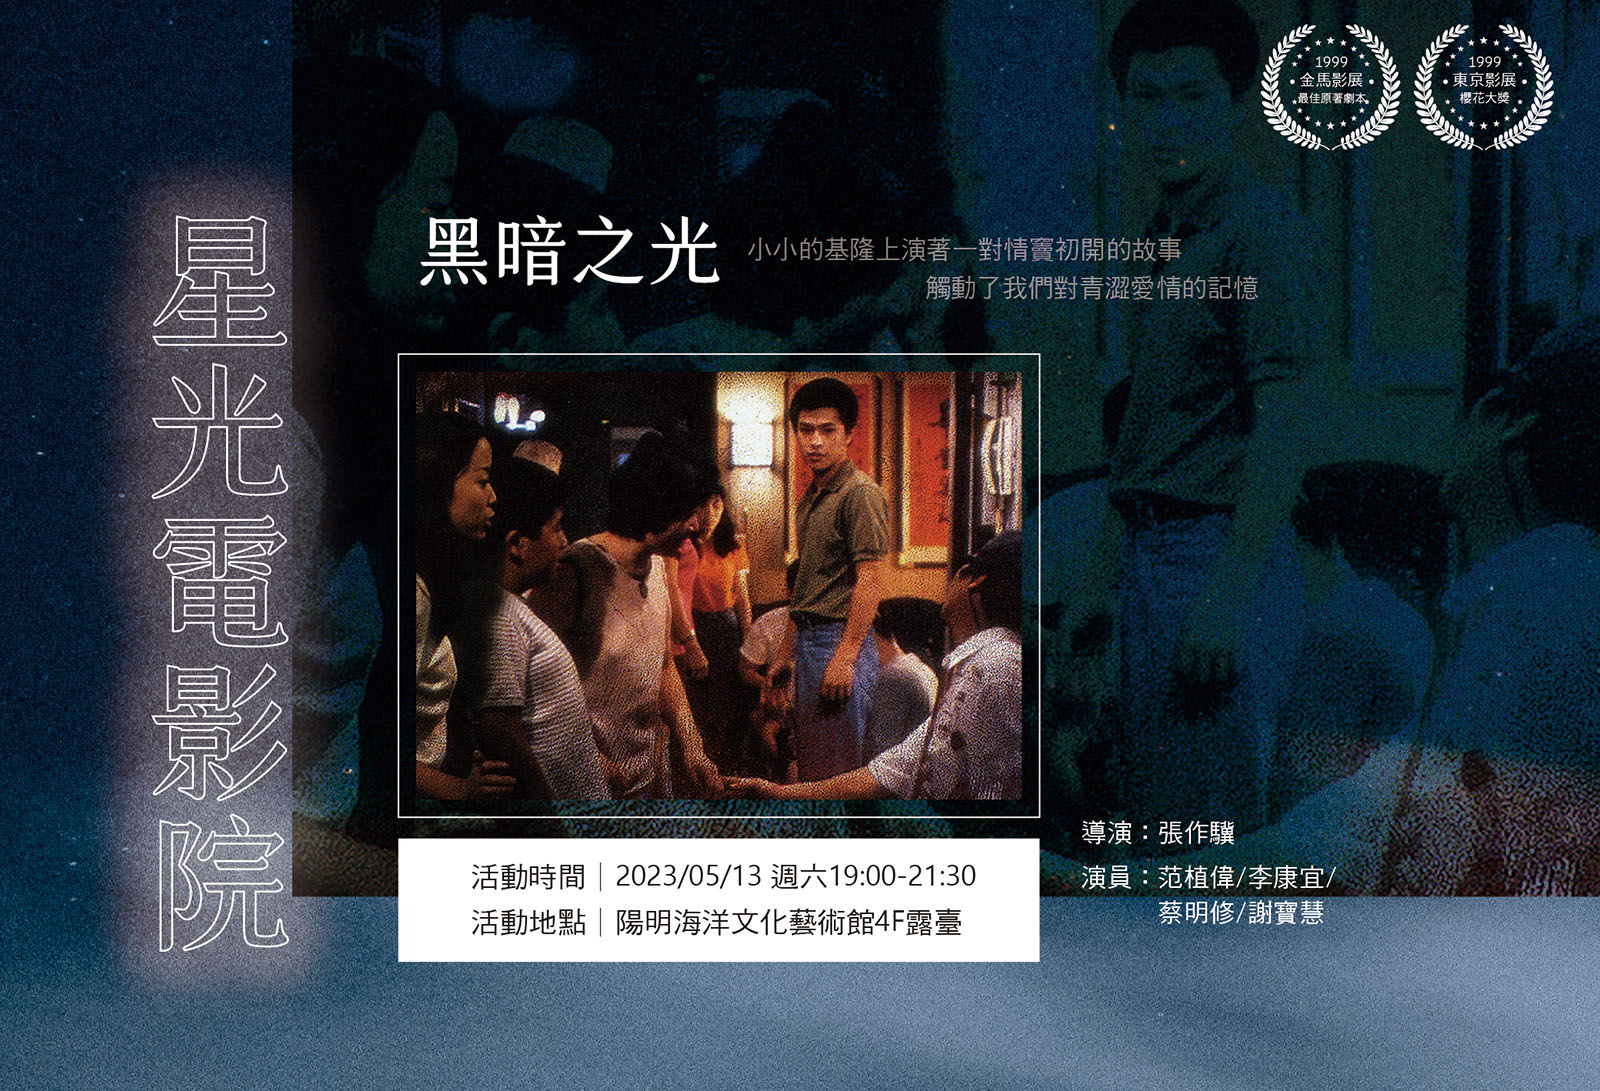 1999
金馬影展
最佳原著劇本
1999
東京影展
櫻花大獎
星光電影院
黑暗之光
小小的基隆上演著一對情竇初開的故事
觸動了我們對青澀愛情的記憶
活動時間｜2023/05/13 週六19:00-21:30
活動地點｜陽明海洋文化藝術館4F露臺
導演：張作驥
演員：范植偉/李康宜/
蔡明修/謝寶慧